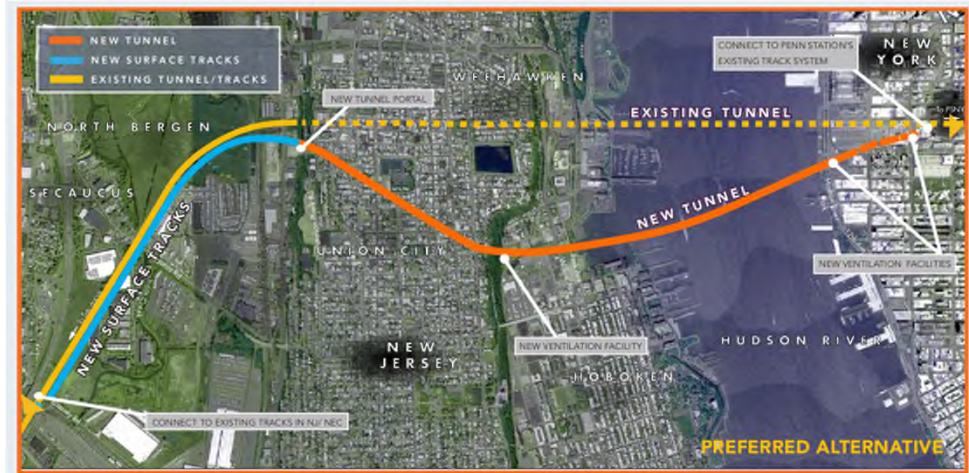 NEW TUNNEL
NEW SURFACE TRACKS
EXISTING TUNNEL/TRACKS
WEEHAWKEN
CONNECT TO PENN STATION'S
EXISTING TRACK SYSTEM
NEW
YORK
NEW TUNNEL PORTAL
NORTH BERGEN
EXISTING TUNNEL
To PSNY
SECAUCUS
NEW TUNNEL
NEW SURFACE TRACKS
UNION CITY
NEW VENTILATION FACILITIES
NEW VENTILATION FACILITY
NEW
JERSEY
HUDSON RIVER
HOBOKEN
CONNECT TO EXISTING TRACKS IN NJ/ NEC
PREFERRED ALTERNATIVE